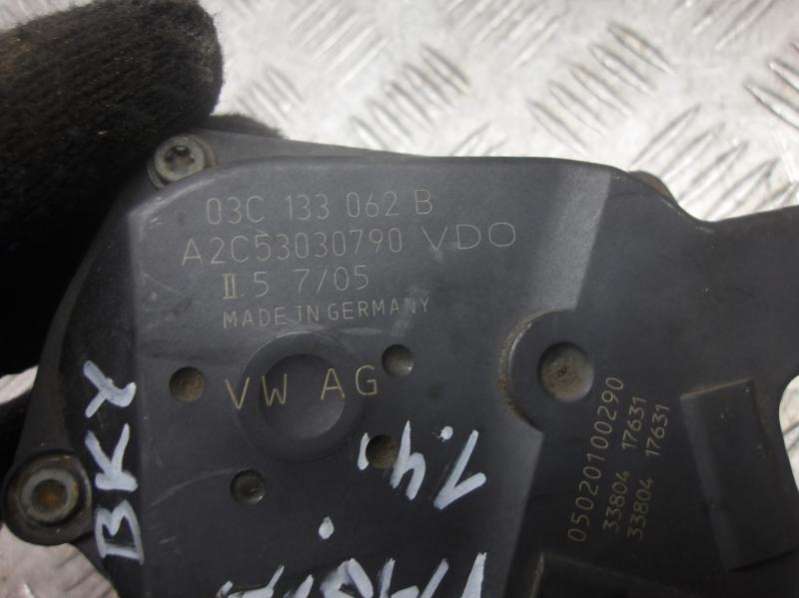 03C 133 062 B
A2C53030790 VDO
II 5 7/05
MADE IN GERMANY
VW AG
BKY
1.4,
05020100290
33804 17631
33804 17631